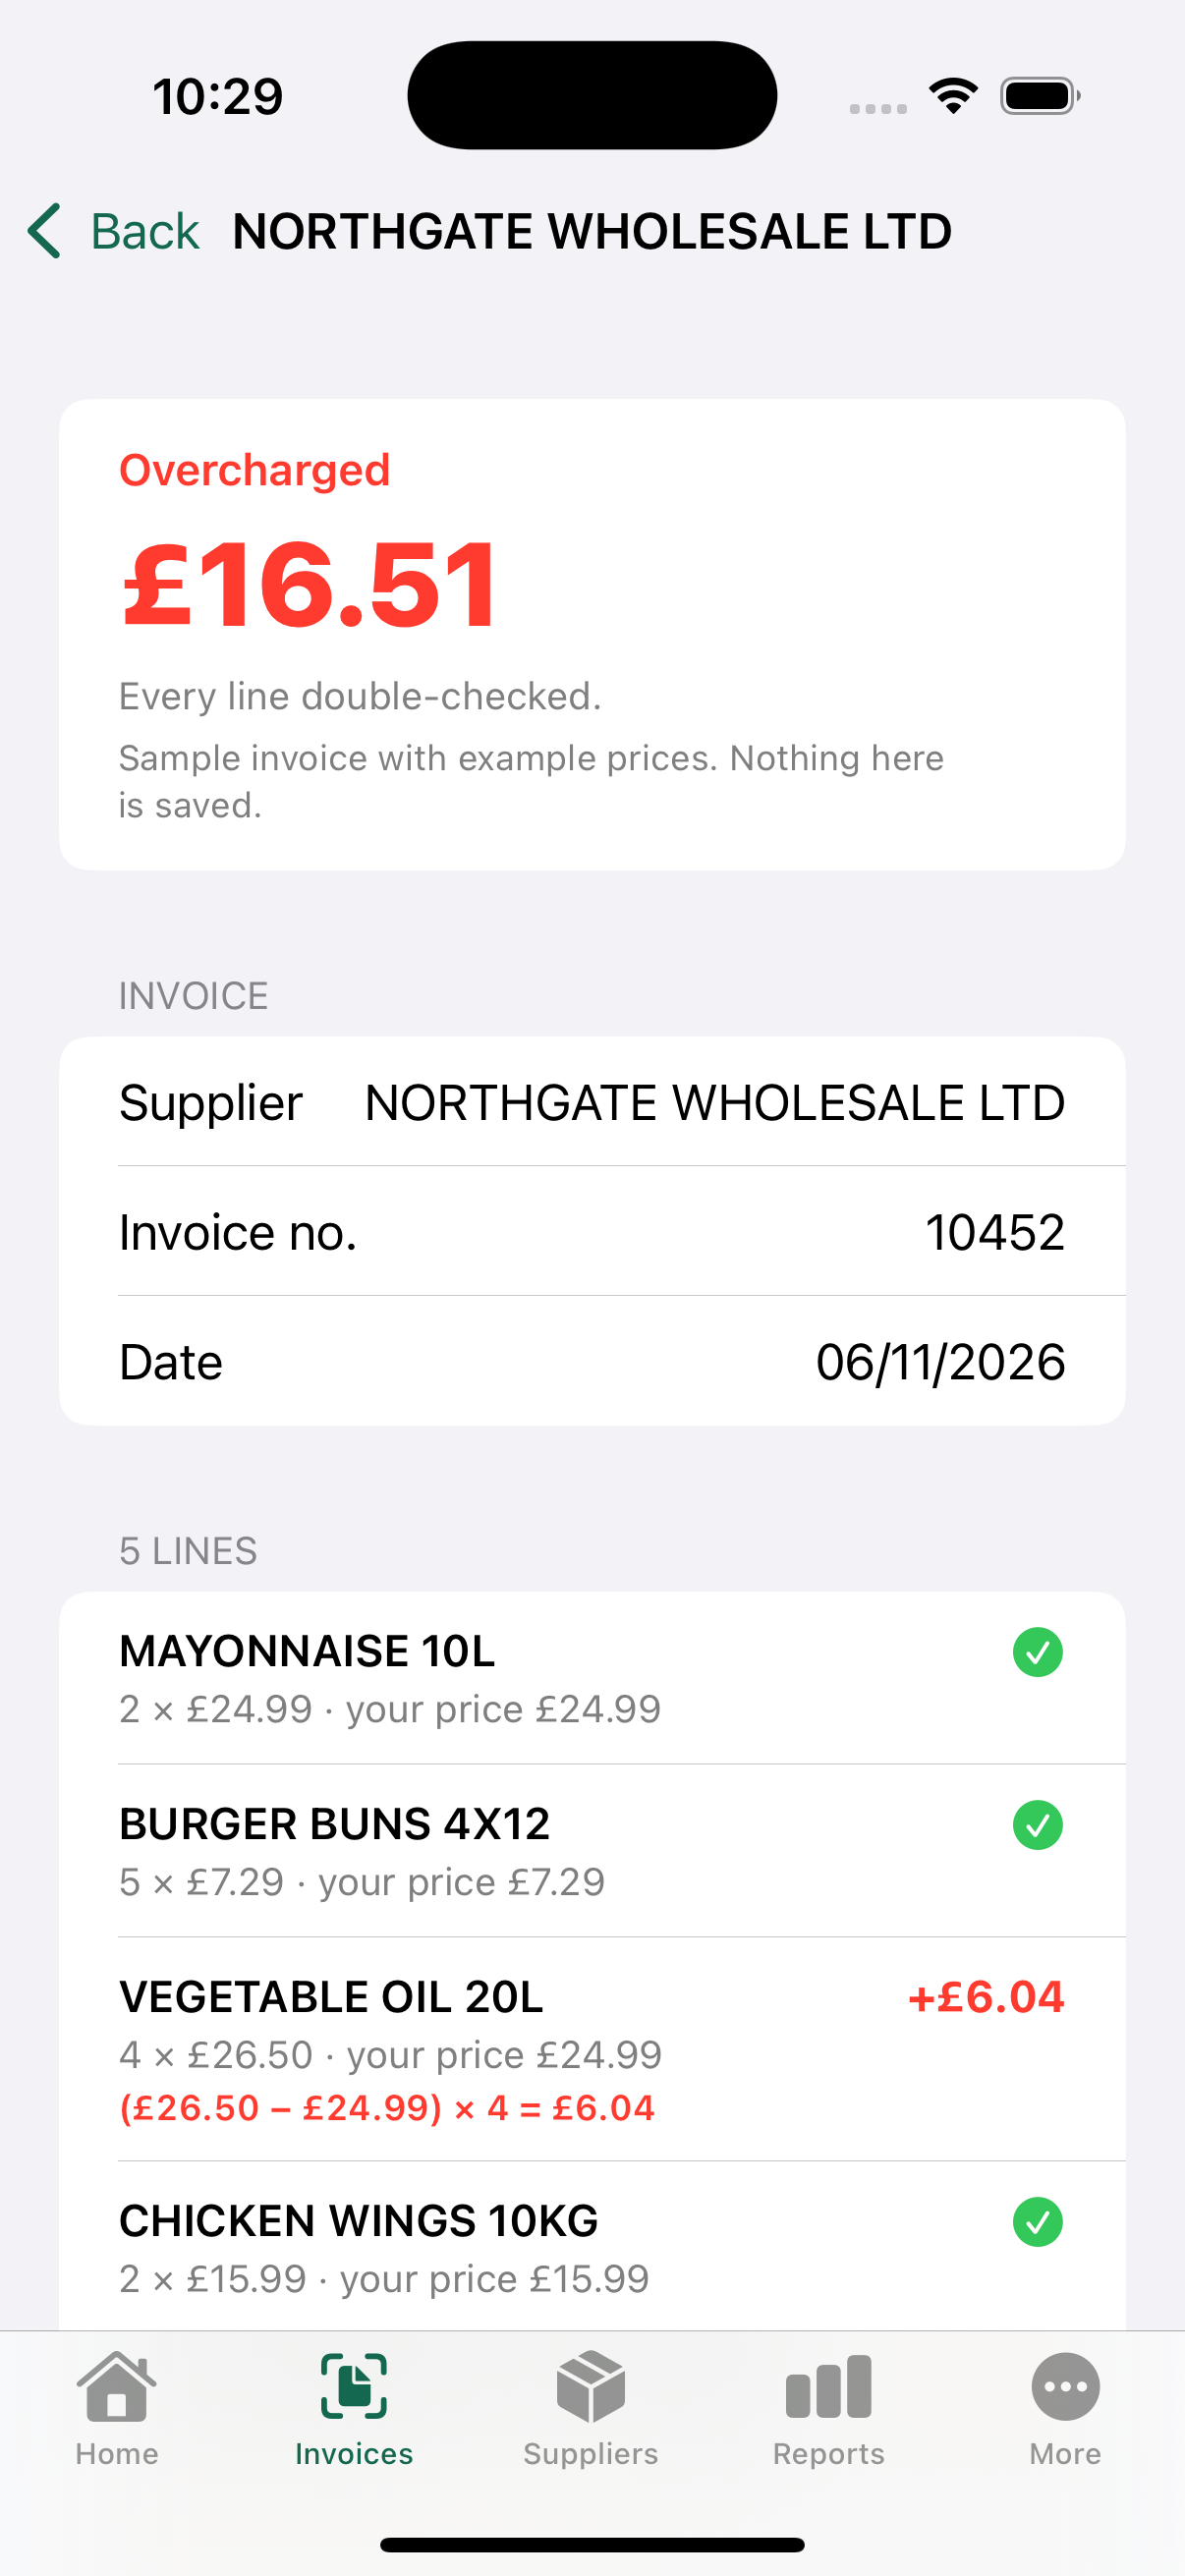 10:29
Back NORTHGATE WHOLESALE LTD
Overcharged
£16.51
Every line double-checked.
Sample invoice with example prices. Nothing here
is saved.
INVOICE
Supplier NORTHGATE WHOLESALE LTD
Invoice no. 10452
Date 06/11/2026
5 LINES
MAYONNAISE 10L
2 × £24.99 · your price £24.99
BURGER BUNS 4X12
5 × £7.29 · your price £7.29
VEGETABLE OIL 20L +£6.04
4 × £26.50 · your price £24.99
(£26.50 – £24.99) × 4 = £6.04
CHICKEN WINGS 10KG
2 × £15.99 · your price £15.99
Home Invoices Suppliers Reports More